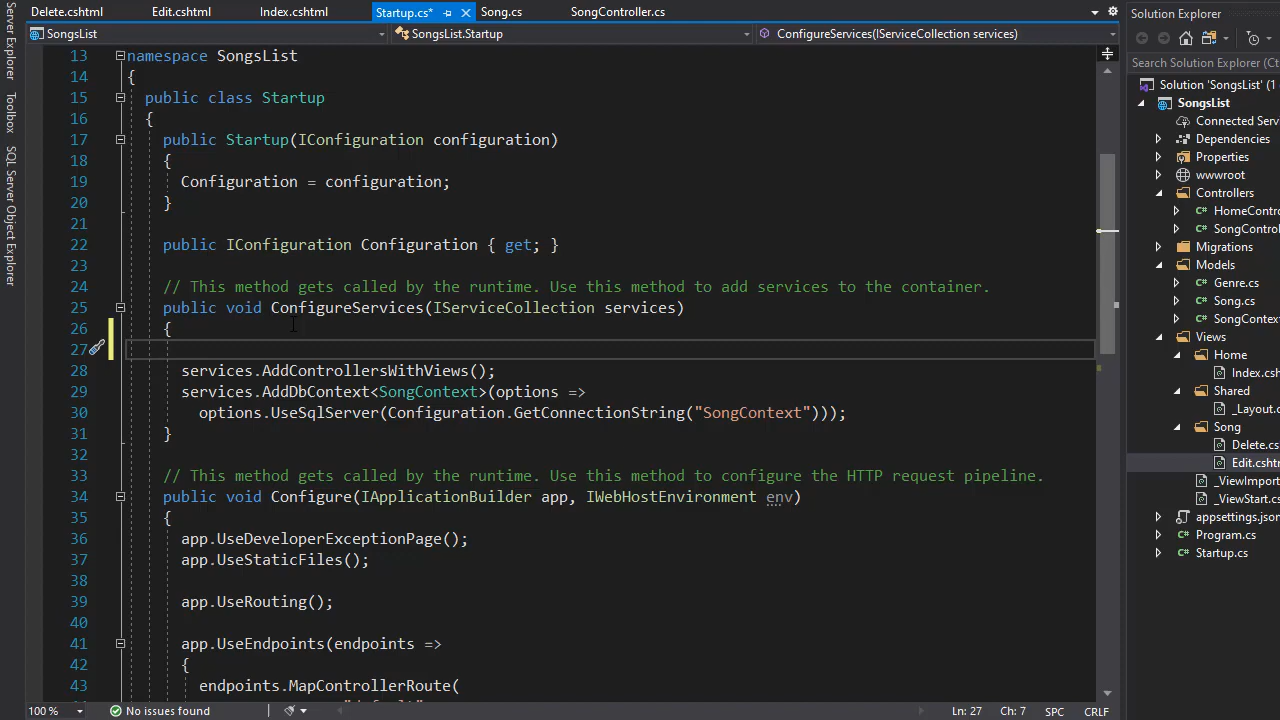 Delete.cshtml Edit.cshtml Index.cshtml Startup.cs* Song.cs SongController.cs
SongsList SongsList.Startup ConfigureServices(IServiceCollection services)
Server Explorer
Toolbox
SQL Server Object Explorer
13 namespace SongsList
14 {
15 public class Startup
16 {
17 public Startup(IConfiguration configuration)
18 {
19 Configuration = configuration;
20 }
21
22 public IConfiguration Configuration { get; }
23
24 // This method gets called by the runtime. Use this method to add services to the container.
25 public void ConfigureServices(IServiceCollection services)
26 {
27
28 services.AddControllersWithViews();
29 services.AddDbContext<SongContext>(options =>
30 options.UseSqlServer(Configuration.GetConnectionString("SongContext")));
31 }
32
33 // This method gets called by the runtime. Use this method to configure the HTTP request pipeline.
34 public void Configure(IApplicationBuilder app, IWebHostEnvironment env)
35 {
36 app.UseDeveloperExceptionPage();
37 app.UseStaticFiles();
38
39 app.UseRouting();
40
41 app.UseEndpoints(endpoints =>
42 {
43 endpoints.MapControllerRoute(
100 % No issues found Ln: 27 Ch: 7 SPC CRLF
Solution Explorer
Search Solution Explorer (Ct
Solution 'SongsList' (1
SongsList
Connected Serv
Dependencies
Properties
wwwroot
Controllers
HomeContro
SongContro
Migrations
Models
Genre.cs
Song.cs
SongContex
Views
Home
Index.csh
Shared
_Layout.c
Song
Delete.cs
Edit.cshtm
_ViewImport
_ViewStart.cs
appsettings.json
Program.cs
Startup.cs